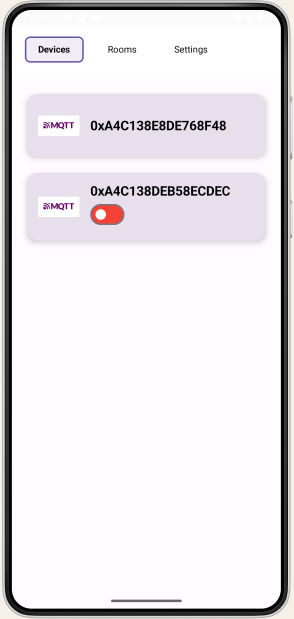 Devices Rooms Settings
MQTT 0xA4C138E8DE768F48
0xA4C138DEB58ECDEC
MQTT